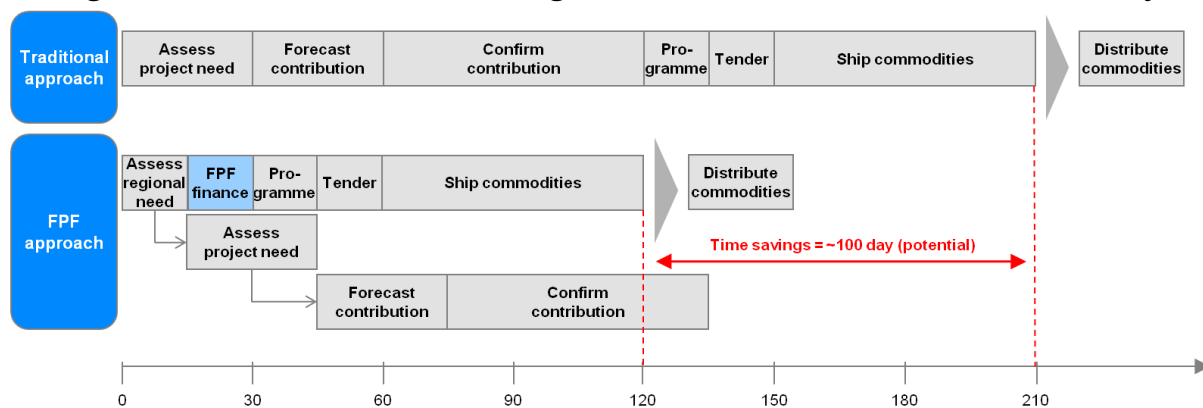 Traditional
approach
Assess
project need
Forecast
contribution
Confirm
contribution
Pro-
gramme
Tender
Ship commodities
Distribute
commodities
FPF
approach
Assess
regional
need
FPF
finance
Pro-
gramme
Tender
Ship commodities
Distribute
commodities
Assess
project need
Time savings = ~100 day (potential)
Forecast
contribution
Confirm
contribution
0 30 60 90 120 150 180 210